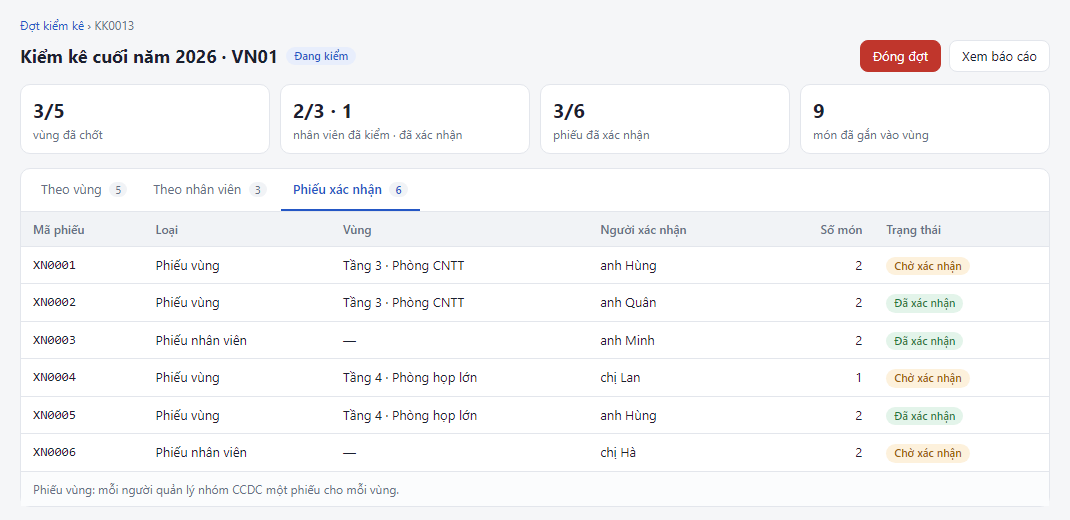 Đợt kiểm kê › KK0013
Kiểm kê cuối năm 2026 · VN01 Đang kiểm Đóng đợt Xem báo cáo
3/5 2/3 · 1 3/6 9
vùng đã chốt nhân viên đã kiểm · đã xác nhận phiếu đã xác nhận món đã gắn vào vùng
Theo vùng 5 Theo nhân viên 3 Phiếu xác nhận 6
Mã phiếu Loại Vùng Người xác nhận Số món Trạng thái
XN0001 Phiếu vùng Tầng 3 · Phòng CNTT anh Hùng 2 Chờ xác nhận
XN0002 Phiếu vùng Tầng 3 · Phòng CNTT anh Quân 2 Đã xác nhận
XN0003 Phiếu nhân viên — anh Minh 2 Đã xác nhận
XN0004 Phiếu vùng Tầng 4 · Phòng họp lớn chị Lan 1 Chờ xác nhận
XN0005 Phiếu vùng Tầng 4 · Phòng họp lớn anh Hùng 2 Đã xác nhận
XN0006 Phiếu nhân viên — chị Hà 2 Chờ xác nhận
Phiếu vùng: mỗi người quản lý nhóm CCDC một phiếu cho mỗi vùng.